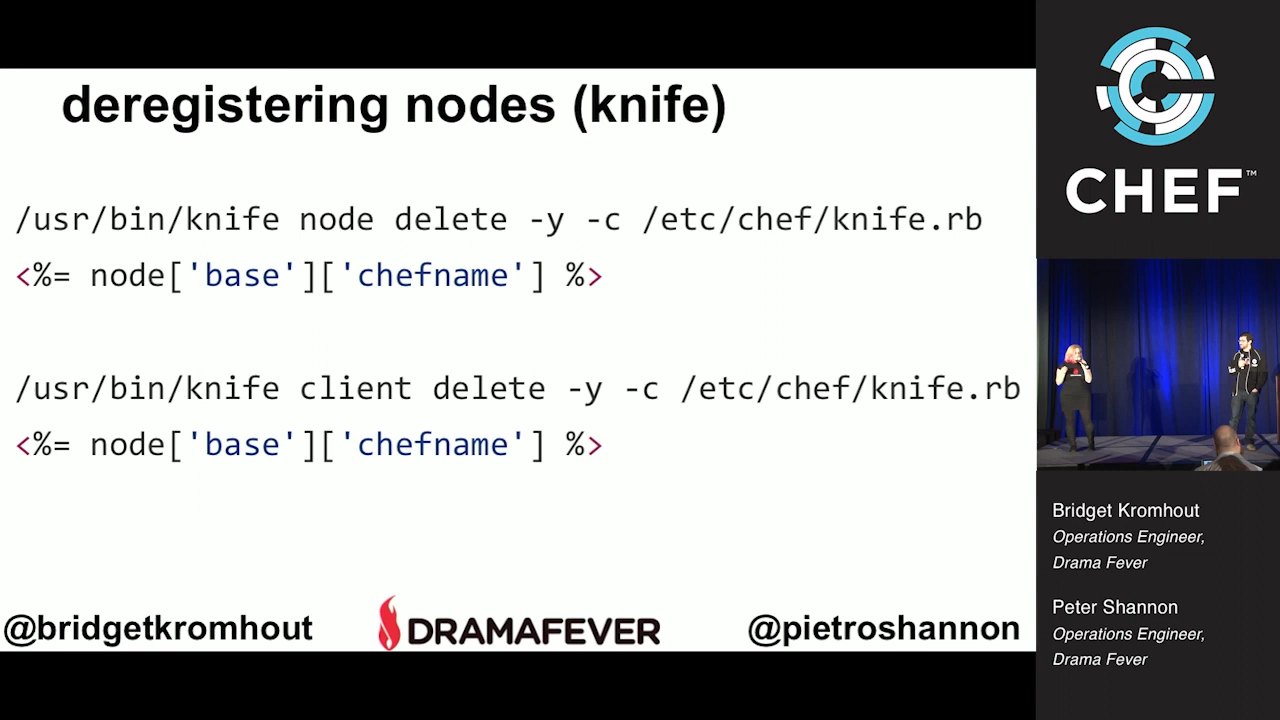 deregistering nodes (knife)
/usr/bin/knife node delete -y -c /etc/chef/knife.rb
<%= node['base']['chefname'] %>
/usr/bin/knife client delete -y -c /etc/chef/knife.rb
<%= node['base']['chefname'] %>
@bridgetkromhout
DRAMAFEVER
@pietroshannon
CHEF™
Bridget Kromhout
Operations Engineer,
Drama Fever
Peter Shannon
Operations Engineer,
Drama Fever